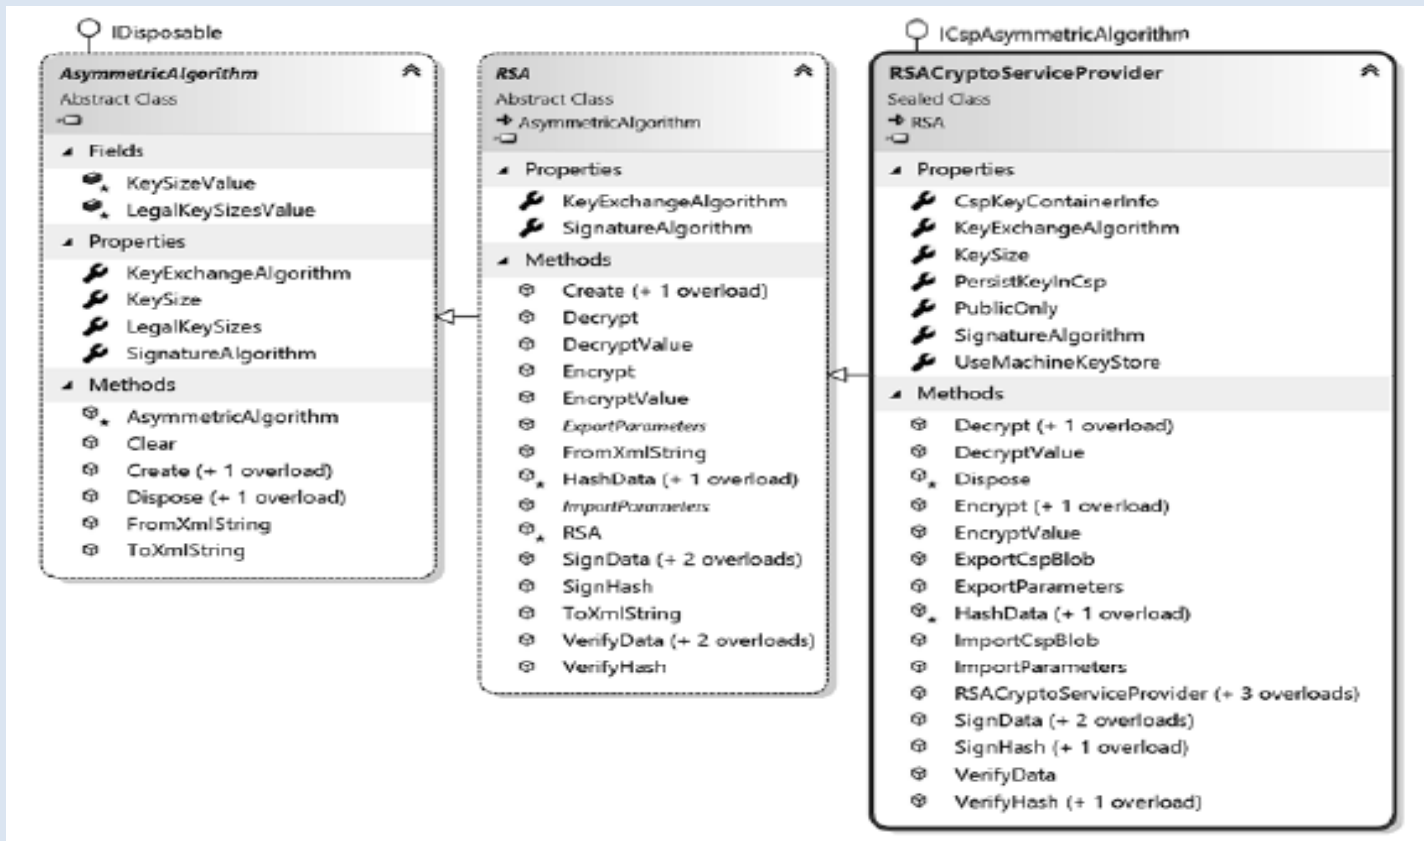 IDisposable
AsymmetricAlgorithm
Abstract Class
Fields
KeySizeValue
LegalKeySizesValue
Properties
KeyExchangeAlgorithm
KeySize
LegalKeySizes
SignatureAlgorithm
Methods
AsymmetricAlgorithm
Clear
Create (+ 1 overload)
Dispose (+ 1 overload)
FromXmlString
ToXmlString
RSA
Abstract Class
AsymmetricAlgorithm
Properties
KeyExchangeAlgorithm
SignatureAlgorithm
Methods
Create (+ 1 overload)
Decrypt
DecryptValue
Encrypt
EncryptValue
ExportParameters
FromXmlString
HashData (+ 1 overload)
ImportParameters
RSA
SignData (+ 2 overloads)
SignHash
ToXmlString
VerifyData (+ 2 overloads)
VerifyHash
ICspAsymmetricAlgorithm
RSACryptoServiceProvider
Sealed Class
RSA
Properties
CspKeyContainerInfo
KeyExchangeAlgorithm
KeySize
PersistKeyInCsp
PublicOnly
SignatureAlgorithm
UseMachineKeyStore
Methods
Decrypt (+ 1 overload)
DecryptValue
Dispose
Encrypt (+ 1 overload)
EncryptValue
ExportCspBlob
ExportParameters
HashData (+ 1 overload)
ImportCspBlob
ImportParameters
RSACryptoServiceProvider (+ 3 overloads)
SignData (+ 2 overloads)
SignHash (+ 1 overload)
VerifyData
VerifyHash (+ 1 overload)